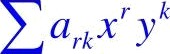 ∑ a_{rk} x^r y^k